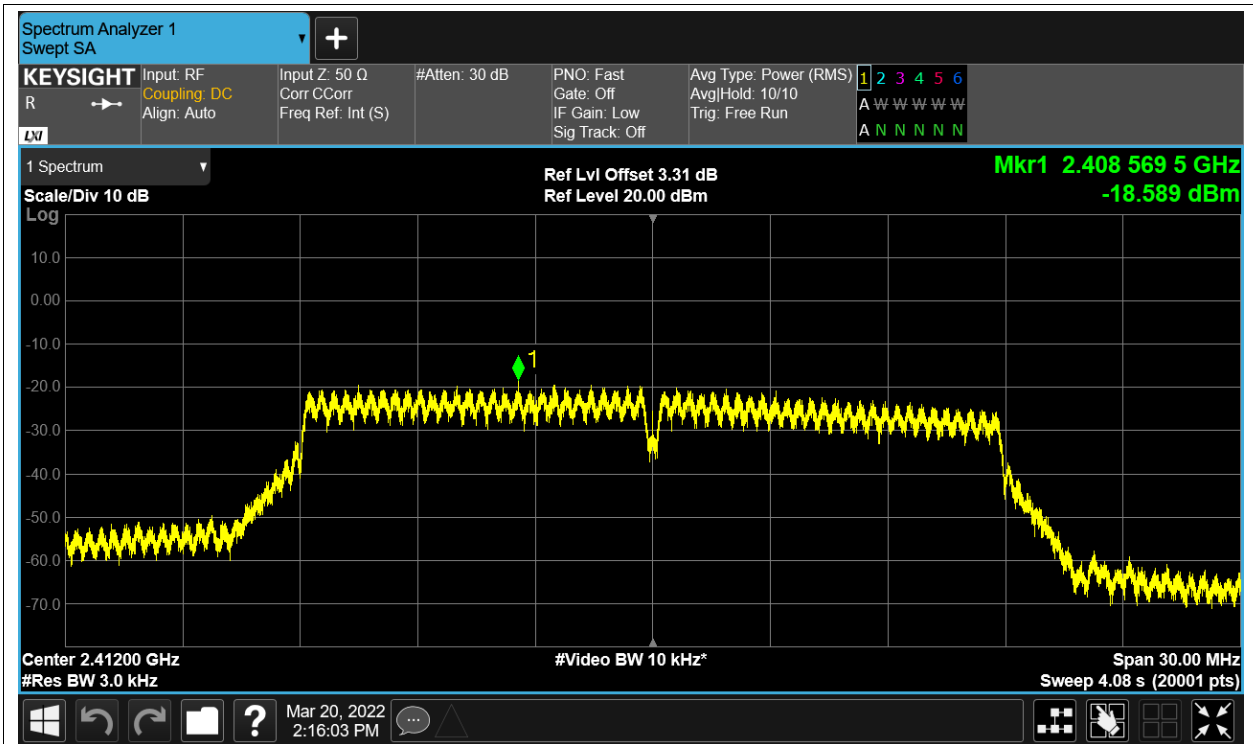 Spectrum Analyzer 1
Swept SA
▼
+
KEYSIGHT
R
LXI
Input: RF
Coupling: DC
Align: Auto
Input Z: 50 Ω
Corr CCorr
Freq Ref: Int (S)
#Atten: 30 dB
PNO: Fast
Gate: Off
IF Gain: Low
Sig Track: Off
Avg Type: Power (RMS)
Avg|Hold: 10/10
Trig: Free Run
1 2 3 4 5 6
A W W W W W
A N N N N N
1 Spectrum ▼
Scale/Div 10 dB
Log
Ref Lvl Offset 3.31 dB
Ref Level 20.00 dBm
Mkr1 2.408 569 5 GHz
-18.589 dBm
10.0
0.00
-10.0
1
-20.0
-30.0
-40.0
-50.0
-60.0
-70.0
Center 2.41200 GHz
#Res BW 3.0 kHz
#Video BW 10 kHz*
Span 30.00 MHz
Sweep 4.08 s (20001 pts)
?
Mar 20, 2022
2:16:03 PM